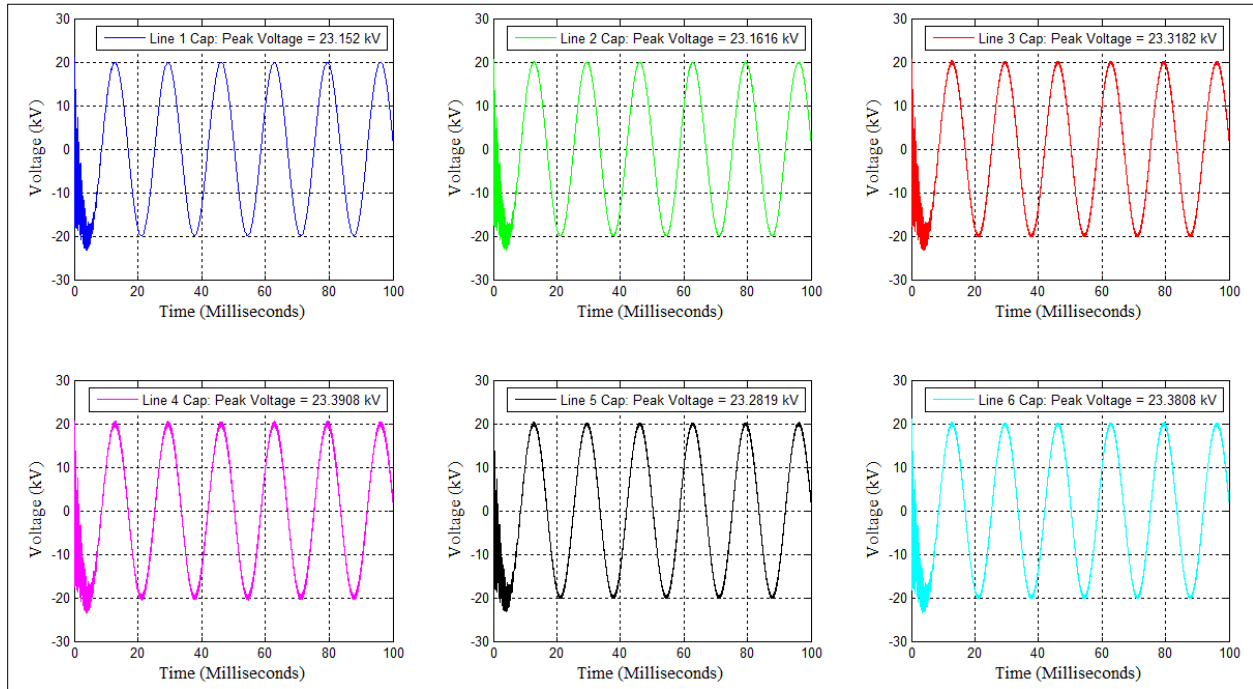 Line 1 Cap: Peak Voltage = 23.152 kV
30
20
10
0
-10
-20
-30
Voltage (kV)
0 20 40 60 80 100
Time (Milliseconds)
Line 2 Cap: Peak Voltage = 23.1616 kV
30
20
10
0
-10
-20
-30
Voltage (kV)
0 20 40 60 80 100
Time (Milliseconds)
Line 3 Cap: Peak Voltage = 23.3182 kV
30
20
10
0
-10
-20
-30
Voltage (kV)
0 20 40 60 80 100
Time (Milliseconds)
Line 4 Cap: Peak Voltage = 23.3908 kV
30
20
10
0
-10
-20
-30
Voltage (kV)
0 20 40 60 80 100
Time (Milliseconds)
Line 5 Cap: Peak Voltage = 23.2819 kV
30
20
10
0
-10
-20
-30
Voltage (kV)
0 20 40 60 80 100
Time (Milliseconds)
Line 6 Cap: Peak Voltage = 23.3808 kV
30
20
10
0
-10
-20
-30
Voltage (kV)
0 20 40 60 80 100
Time (Milliseconds)